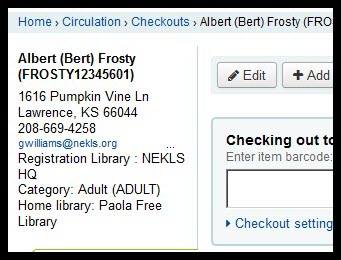 Home › Circulation › Checkouts › Albert (Bert) Frosty (FRO
Albert (Bert) Frosty
(FROSTY12345601)
1616 Pumpkin Vine Ln
Lawrence, KS 66044
208-669-4258
gwilliams@nekls.org ...
Registration Library : NEKLS
HQ
Category: Adult (ADULT)
Home library: Paola Free
Library
Edit
Add
Checking out to
Enter item barcode:
Checkout setting